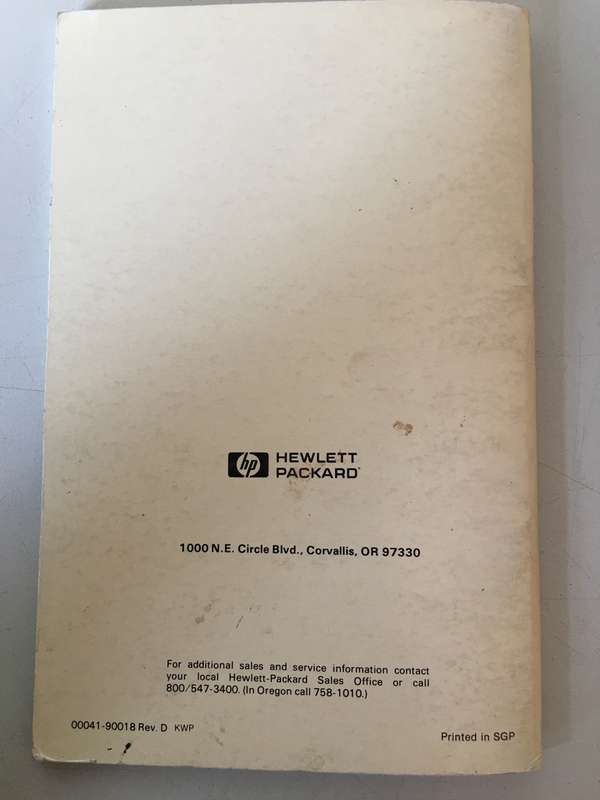 hp HEWLETT
PACKARD
1000 N.E. Circle Blvd., Corvallis, OR 97330
For additional sales and service information contact
your local Hewlett-Packard Sales Office or call
800/547-3400. (In Oregon call 758-1010.)
00041-90018 Rev. D KWP
Printed in SGP